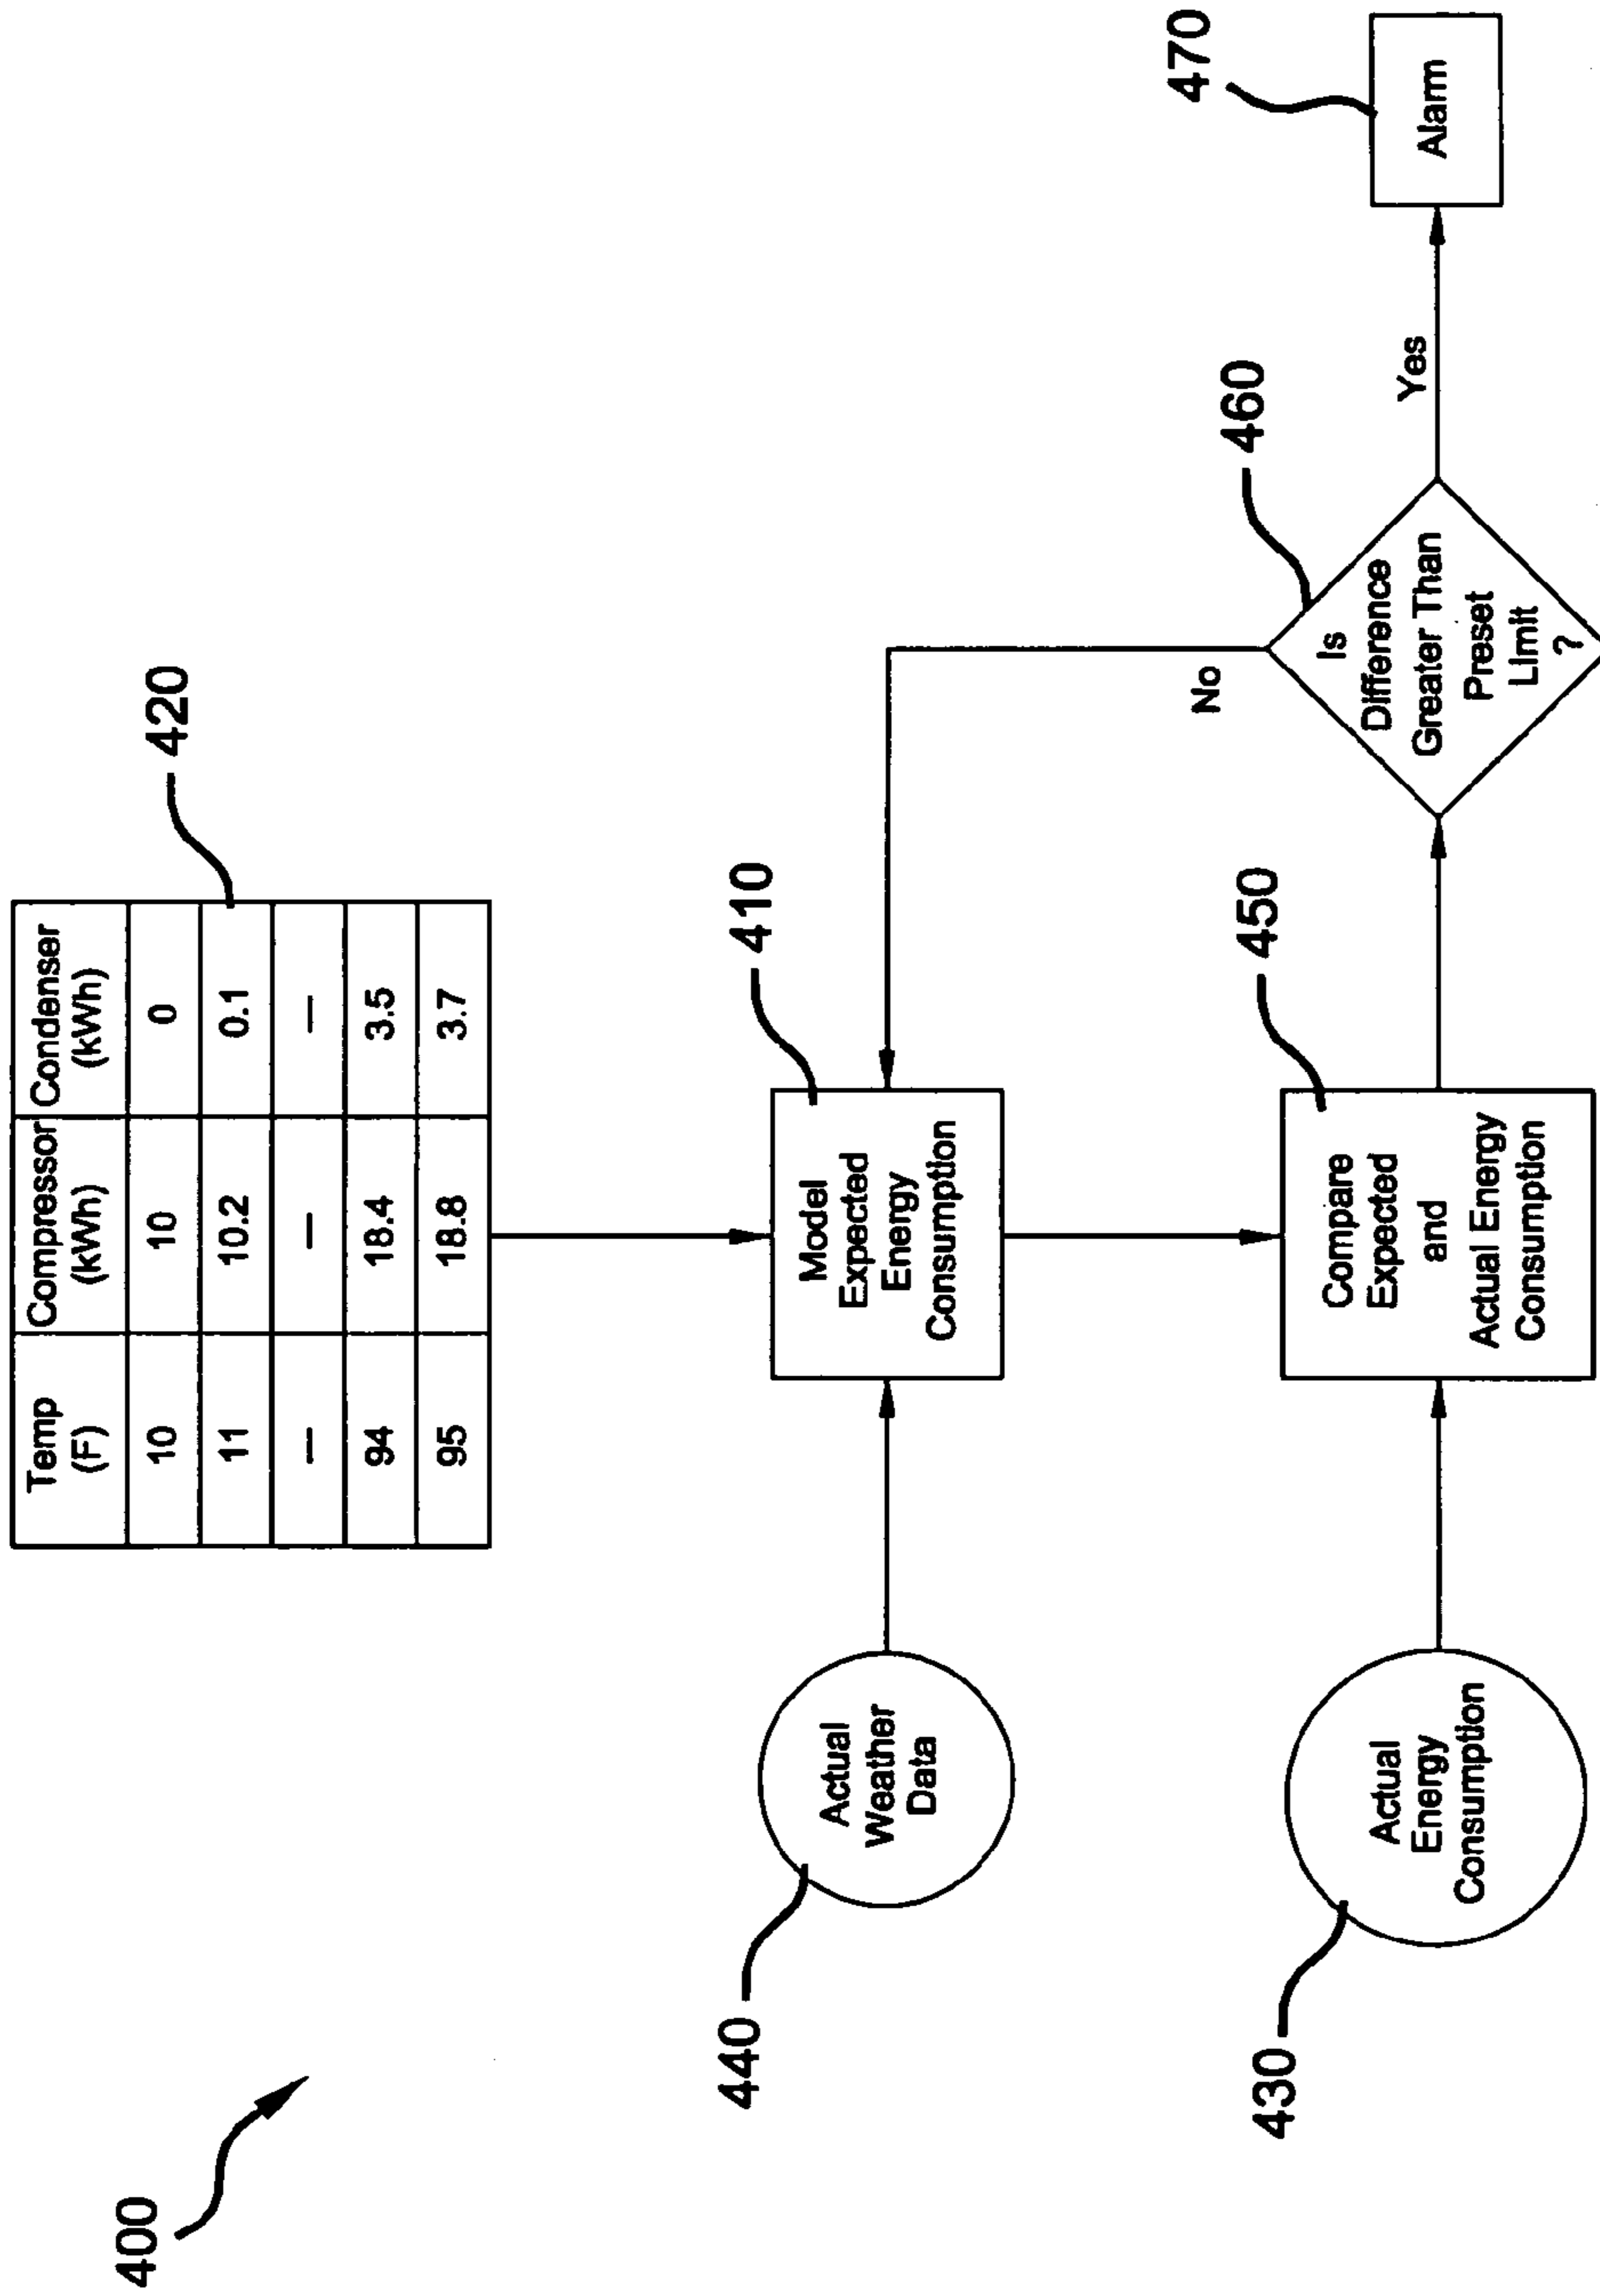 400
Temp Compressor Condenser
(F) (kWh) (kWh)
10 10 0
11 10.2 0.1
— — —
94 18.4 3.5
95 18.8 3.7
420
440
Actual
Weather
Data
410
Model
Expected
Energy
Consumption
430
Actual
Energy
Consumption
450
Compare
Expected
and
Actual Energy
Consumption
No
460
Is
Difference
Greater Than
Preset
Limit
?
Yes
470
Alarm